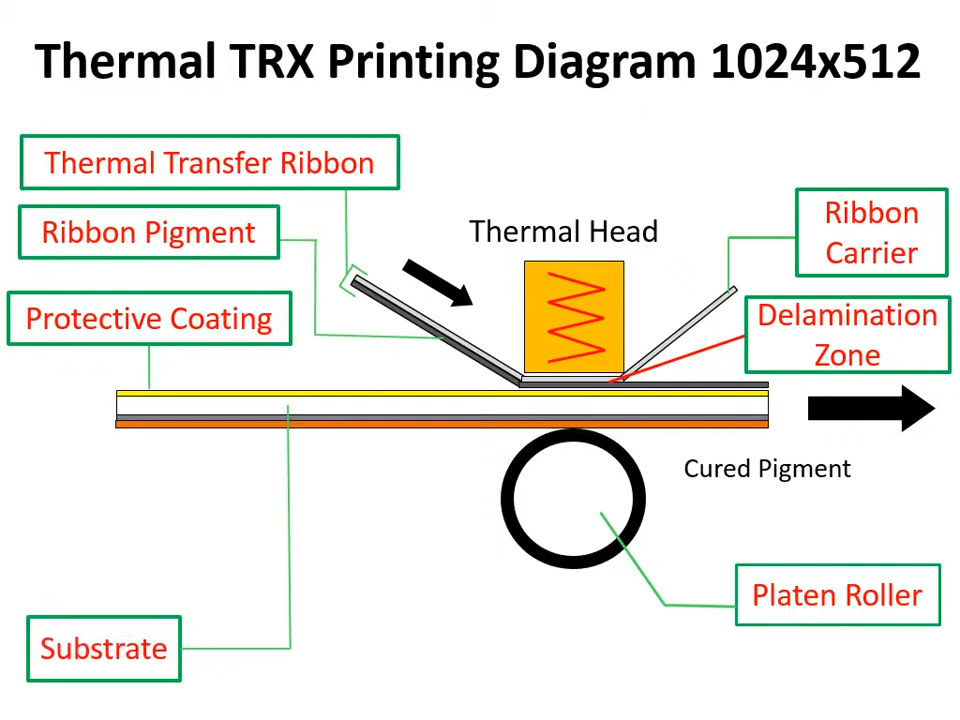 Thermal TRX Printing Diagram 1024x512
Thermal Transfer Ribbon
Ribbon Pigment
Protective Coating
Thermal Head
Ribbon
Carrier
Delamination
Zone
Cured Pigment
Platen Roller
Substrate